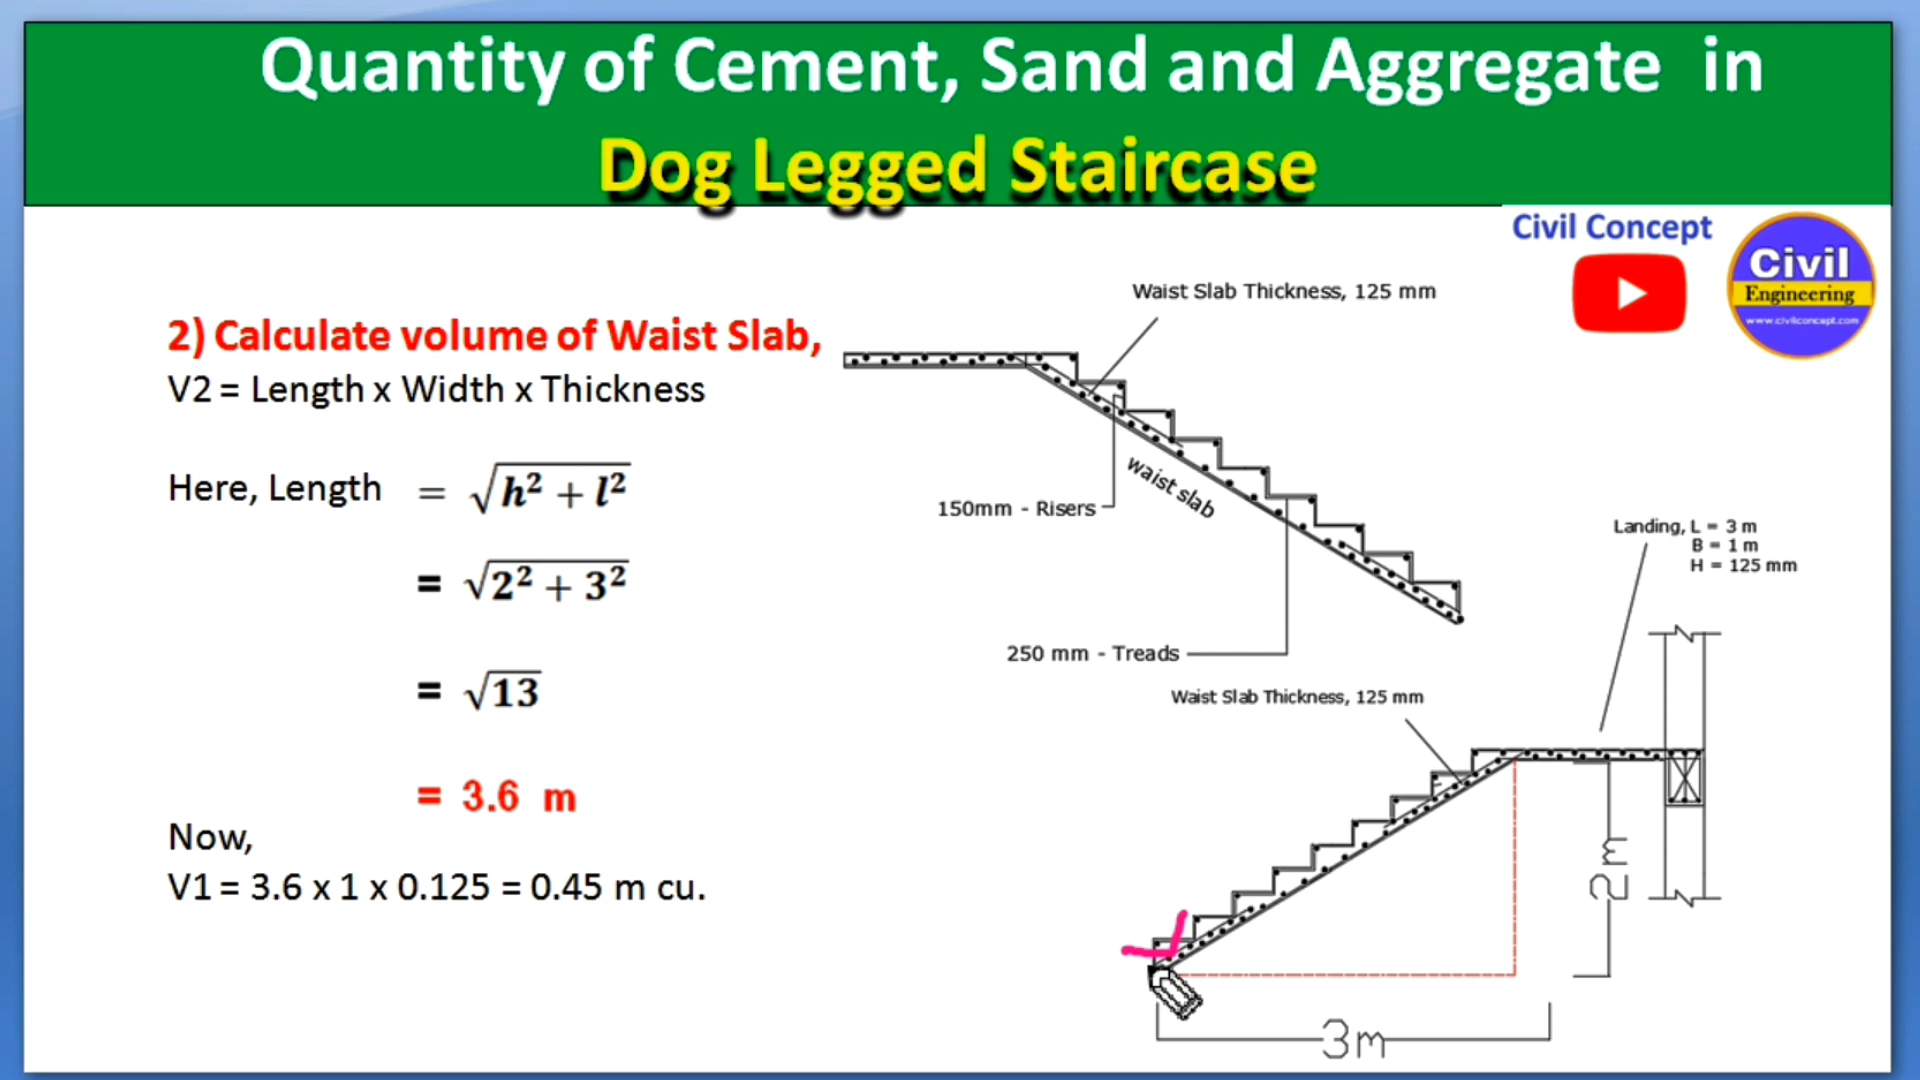 Quantity of Cement, Sand and Aggregate in
Dog Legged Staircase
Civil Concept
Civil
Engineering
www.civilconcept.com
2) Calculate volume of Waist Slab,
V2 = Length x Width x Thickness
Here, Length = √h² + l²
= √2² + 3²
= √13
= 3.6 m
Now,
V1 = 3.6 x 1 x 0.125 = 0.45 m cu.
Waist Slab Thickness, 125 mm
waist slab
150mm - Risers
250 mm - Treads
Landing, L = 3 m
B = 1 m
H = 125 mm
Waist Slab Thickness, 125 mm
2m
3m